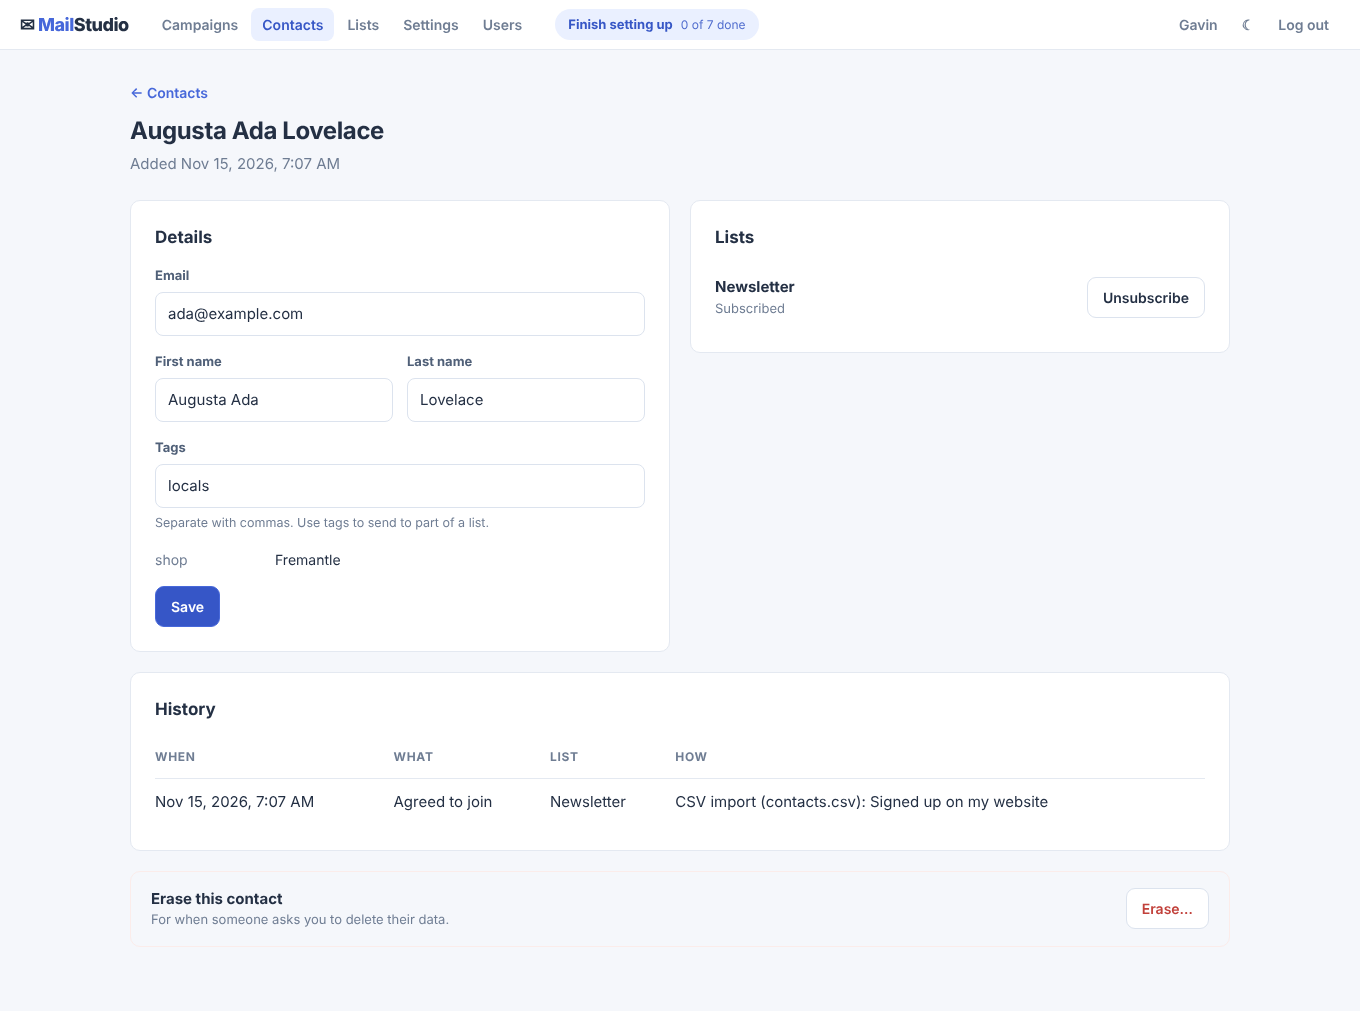 ✉ MailStudio Campaigns Contacts Lists Settings Users Finish setting up 0 of 7 done Gavin ☾ Log out
← Contacts
Augusta Ada Lovelace
Added Nov 15, 2026, 7:07 AM
Details
Email
ada@example.com
First name Last name
Augusta Ada Lovelace
Tags
locals
Separate with commas. Use tags to send to part of a list.
shop Fremantle
Save
Lists
Newsletter
Subscribed
Unsubscribe
History
WHEN WHAT LIST HOW
Nov 15, 2026, 7:07 AM Agreed to join Newsletter CSV import (contacts.csv): Signed up on my website
Erase this contact
For when someone asks you to delete their data.
Erase...